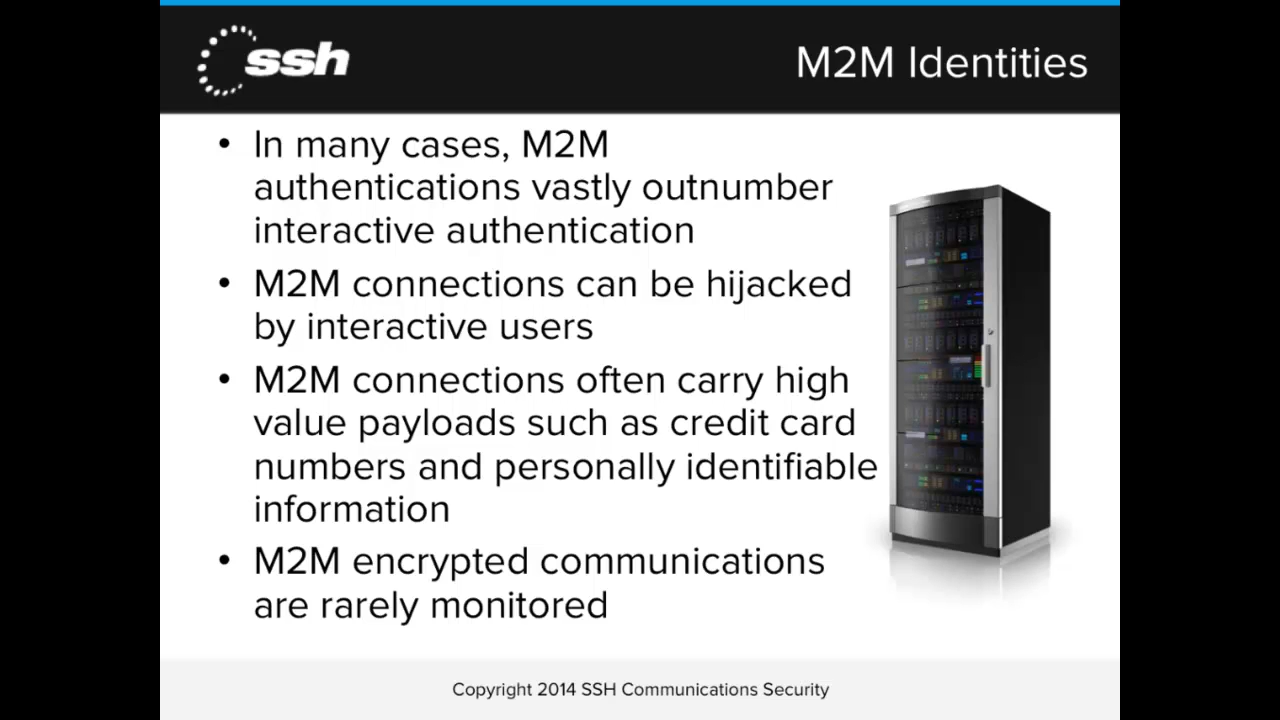 ssh
M2M Identities
• In many cases, M2M
authentications vastly outnumber
interactive authentication
• M2M connections can be hijacked
by interactive users
• M2M connections often carry high
value payloads such as credit card
numbers and personally identifiable
information
• M2M encrypted communications
are rarely monitored
Copyright 2014 SSH Communications Security